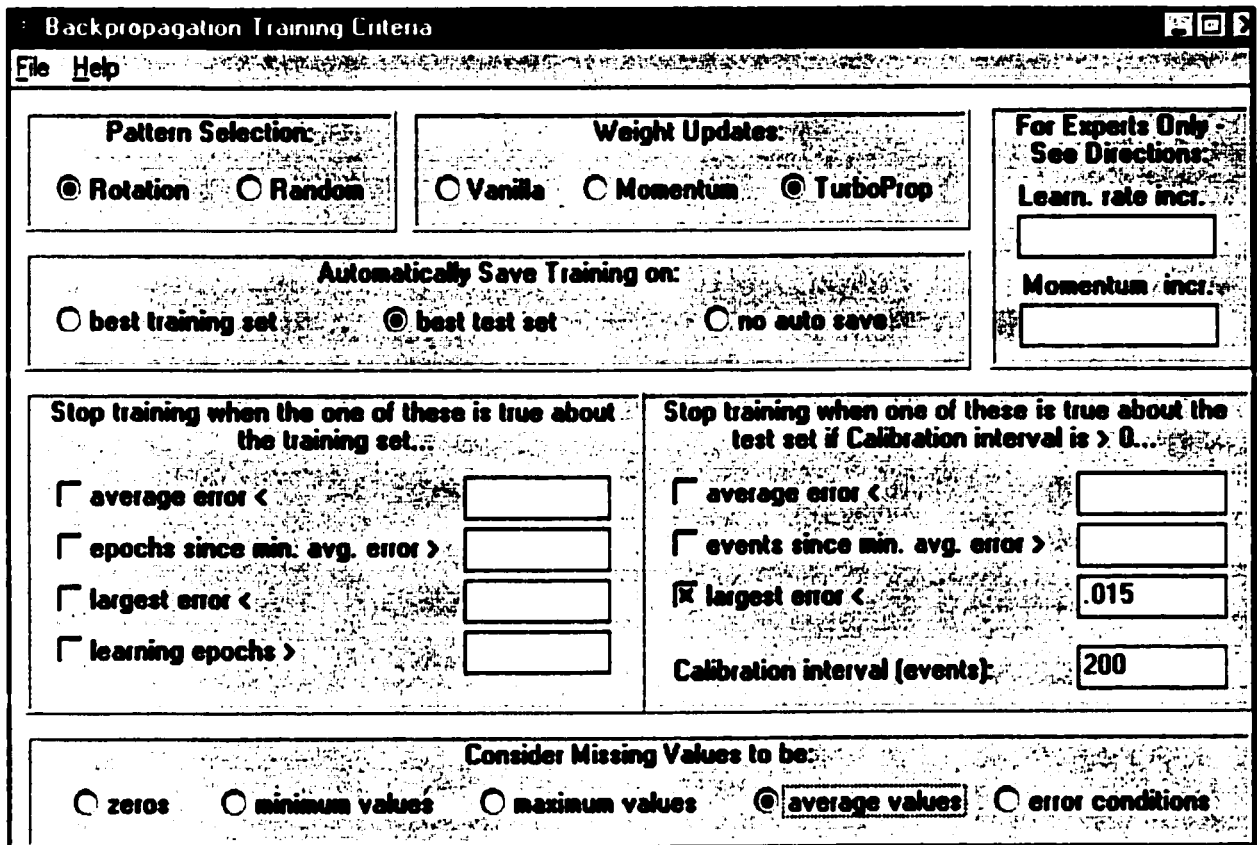 Backpropagation Training Criteria
File Help
Pattern Selection:
Rotation Random
Weight Updates:
Vanilla Momentum TurboProp
For Experts Only -
See Directions:
Learn. rate incr.
Momentum incr.
Automatically Save Training on:
best training set best test set no auto save
Stop training when the one of these is true about
the training set...
average error <
epochs since min. avg. error >
largest error <
learning epochs >
Stop training when one of these is true about the
test set if Calibration interval is > 0...
average error <
events since min. avg. error >
largest error < .015
Calibration interval (events): 200
Consider Missing Values to be:
zeros minimum values maximum values average values error conditions